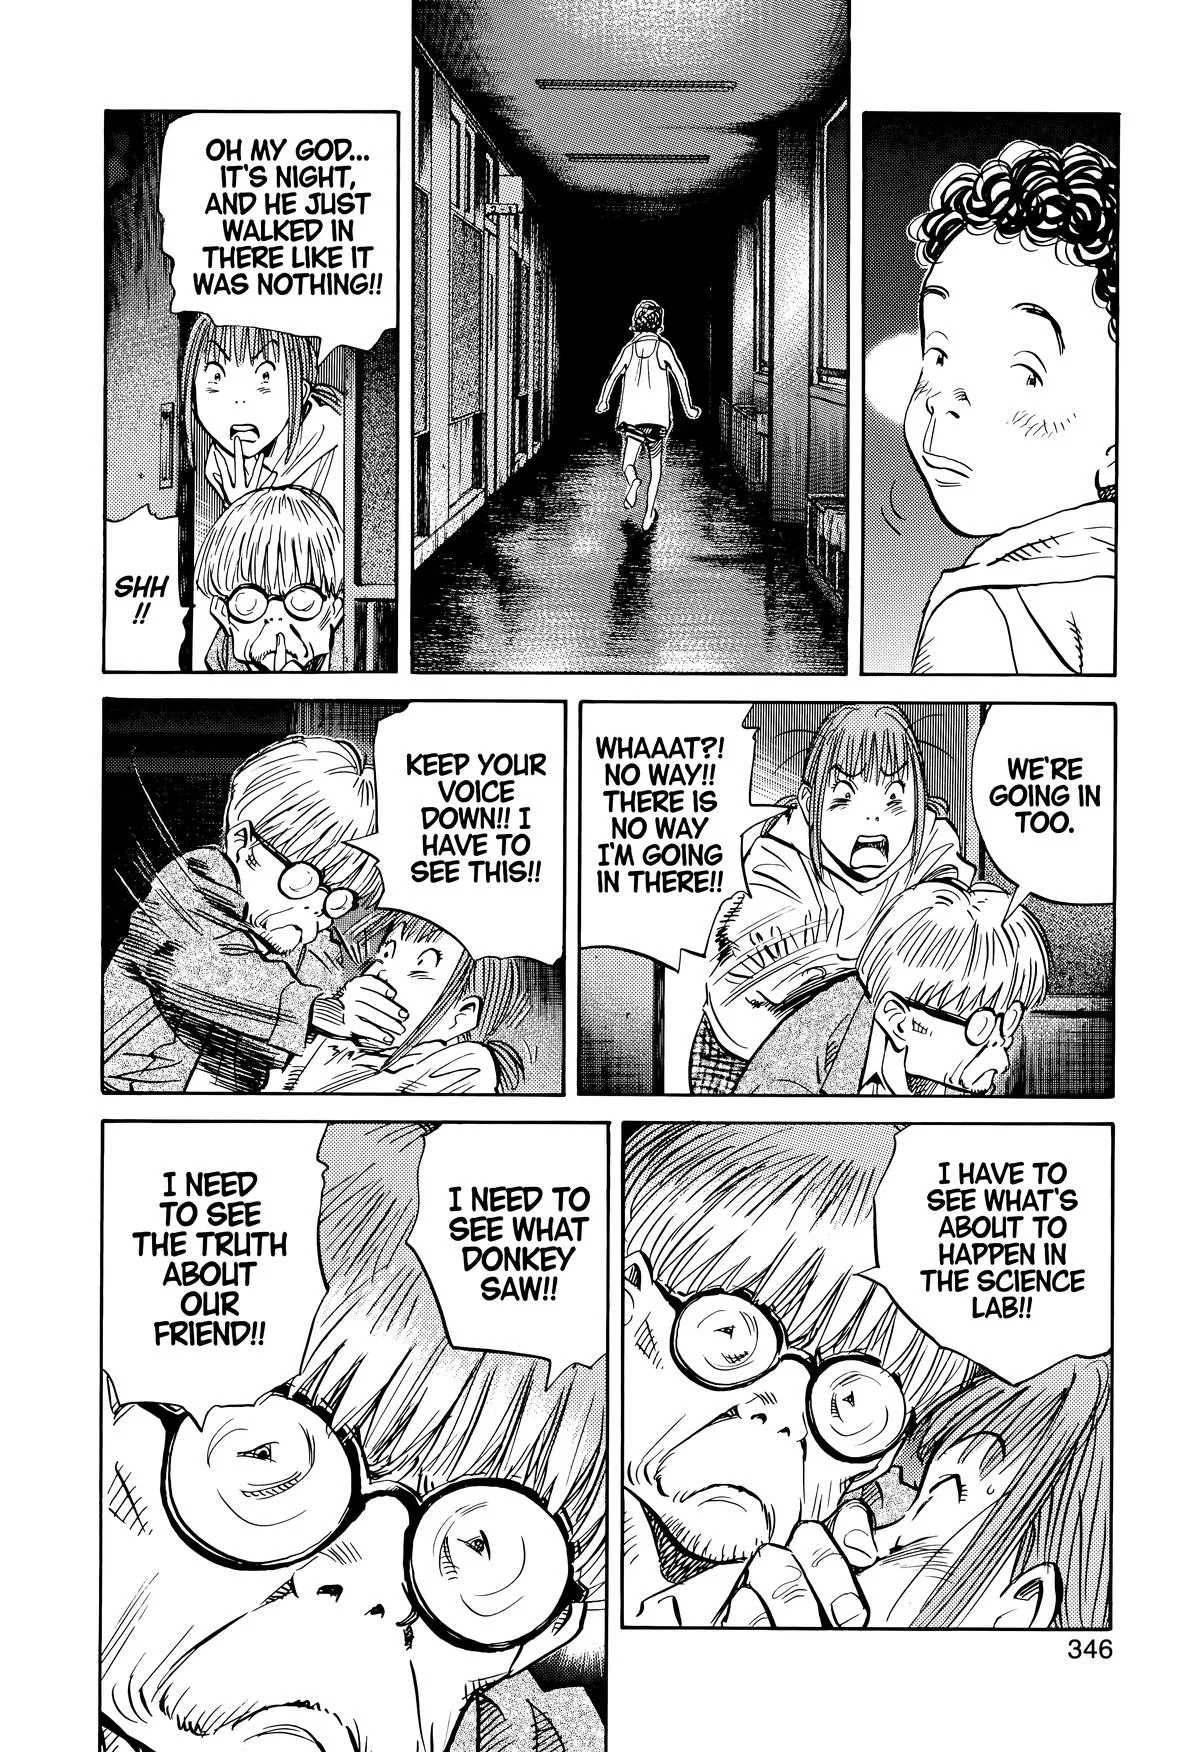 OH MY GOD...
IT'S NIGHT,
AND HE JUST
WALKED IN
THERE LIKE IT
WAS NOTHING!!
SHH
!!
WE'RE
GOING IN
TOO.
WHAAAT?!
NO WAY!!
THERE IS
NO WAY
I'M GOING
IN THERE!!
KEEP YOUR
VOICE
DOWN!! I
HAVE TO
SEE THIS!!
I HAVE TO
SEE WHAT'S
ABOUT TO
HAPPEN IN
THE SCIENCE
LAB!!
I NEED TO
SEE WHAT
DONKEY
SAW!!
I NEED
TO SEE
THE TRUTH
ABOUT
OUR
FRIEND!!
346